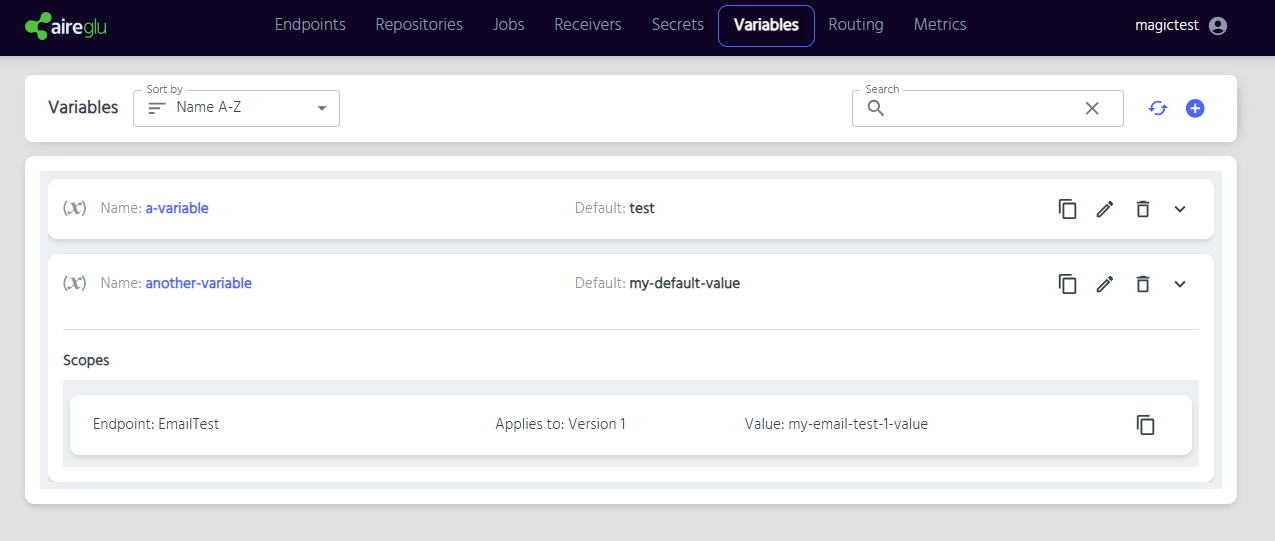 aireglu Endpoints Repositories Jobs Receivers Secrets Variables Routing Metrics magictest
Variables Sort by Name A-Z Search
(x) Name: a-variable Default: test
(x) Name: another-variable Default: my-default-value
Scopes
Endpoint: EmailTest Applies to: Version 1 Value: my-email-test-1-value